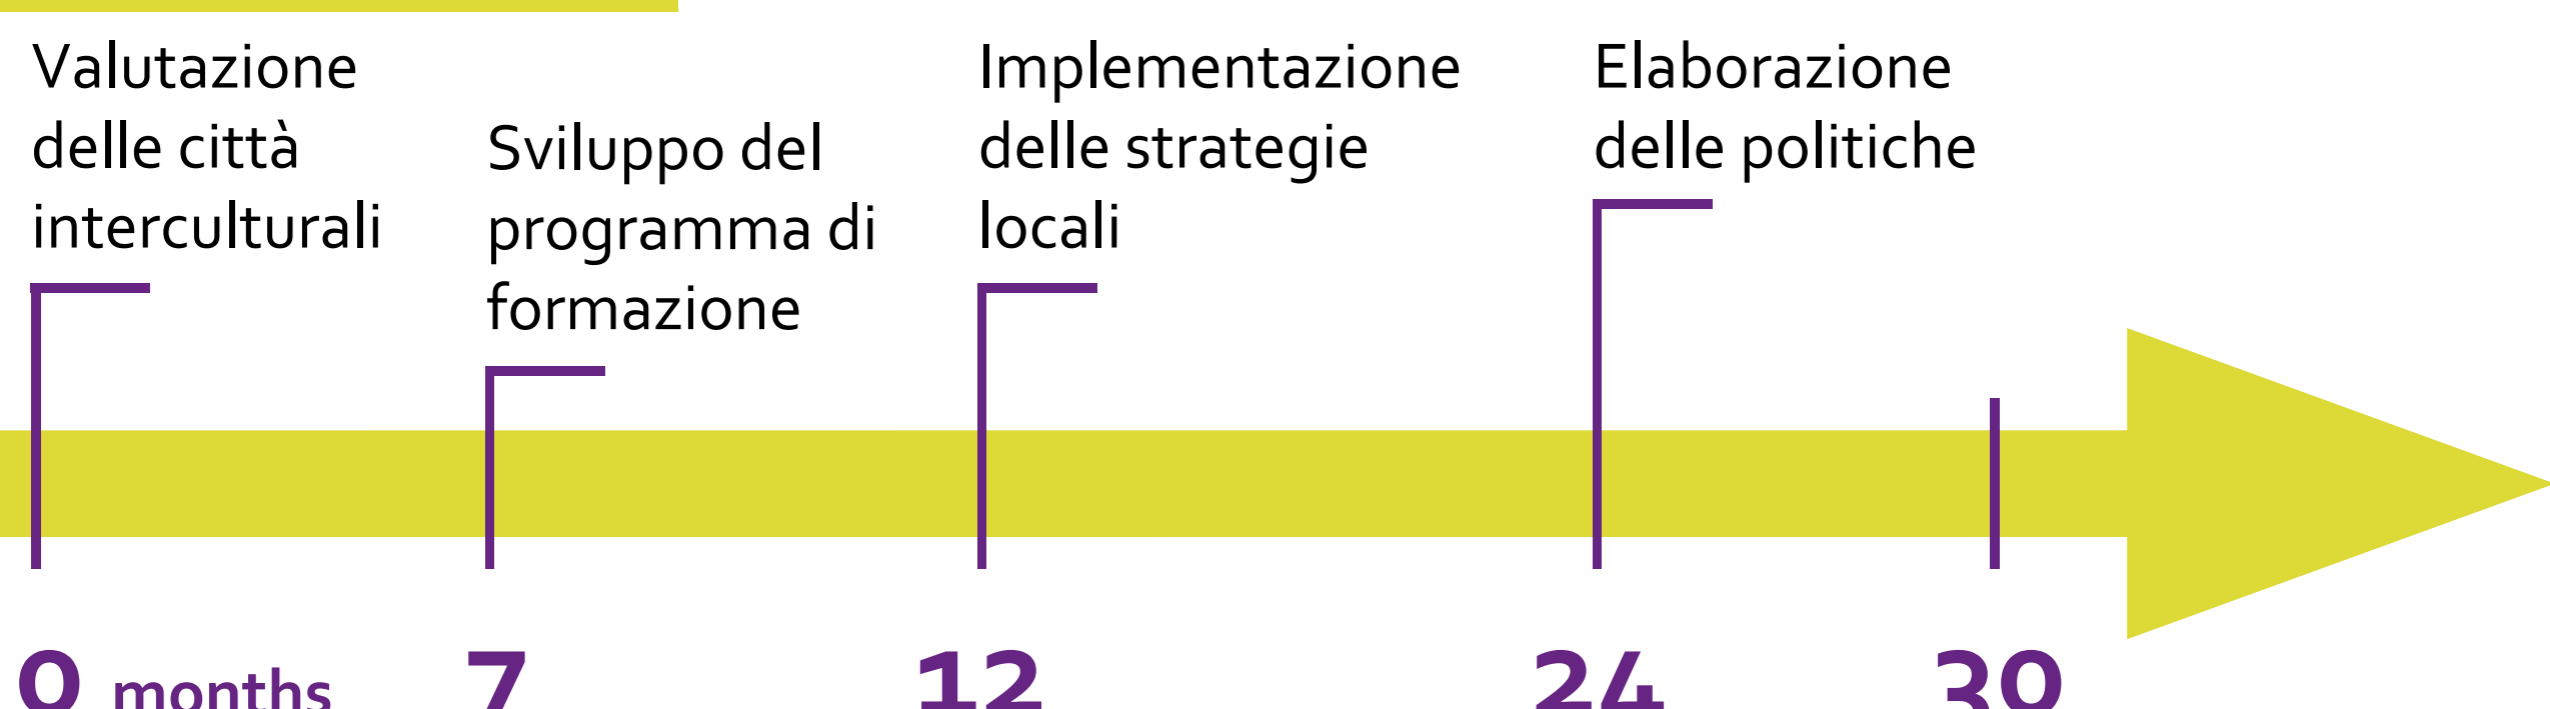 Valutazione
delle città
interculturali
Sviluppo del
programma di
formazione
Implementazione
delle strategie
locali
Elaborazione
delle politiche
0 months 7 12 24 30